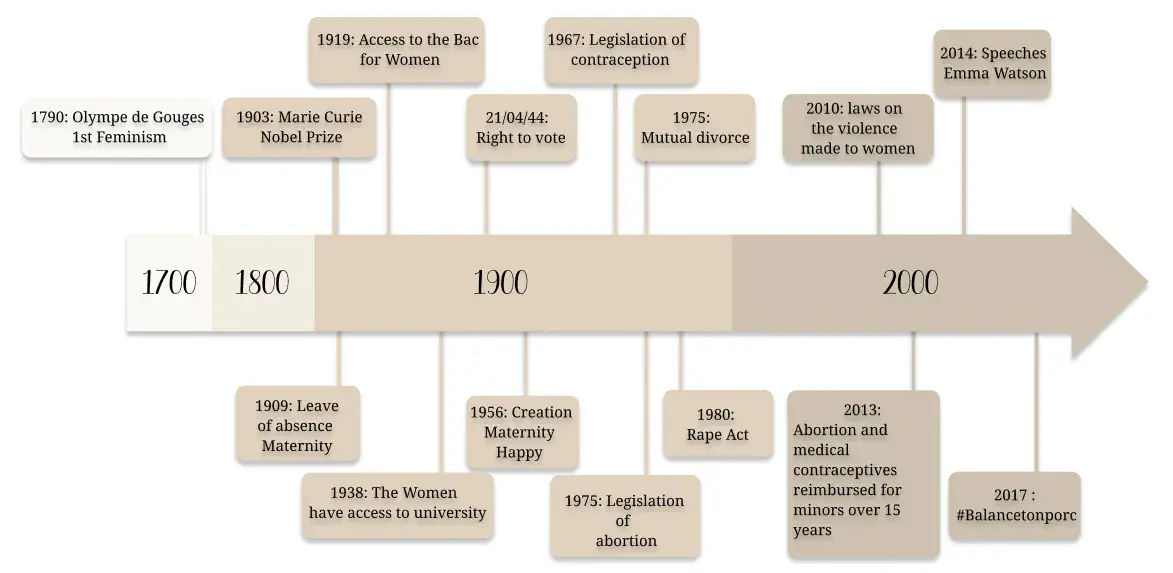 1919: Access to the Bac
for Women
1967: Legislation of
contraception
2014: Speeches
Emma Watson
1790: Olympe de Gouges
1st Feminism
1903: Marie Curie
Nobel Prize
21/04/44:
Right to vote
1975:
Mutual divorce
2010: laws on
the violence
made to women
1700
1800
1900
2000
1909: Leave
of absence
Maternity
1956: Creation
Maternity
Happy
1980:
Rape Act
2013:
Abortion and
medical
contraceptives
reimbursed for
minors over 15
years
1938: The Women
have access to university
1975: Legislation
of
abortion
2017 :
#Balancetonporc